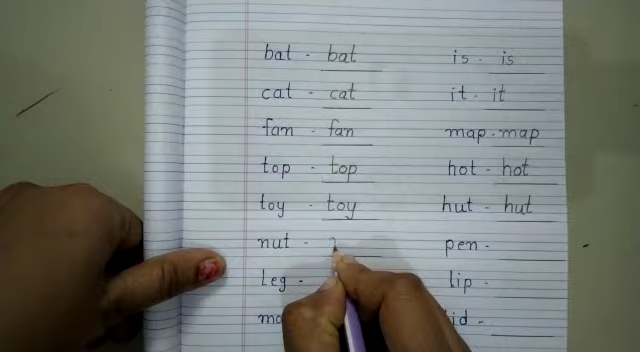 bat - bat is - is
cat - cat it - it
fan - fan map - map
top - top hot - hot
toy - toy hut - hut
nut - pen -
Leg - lip -